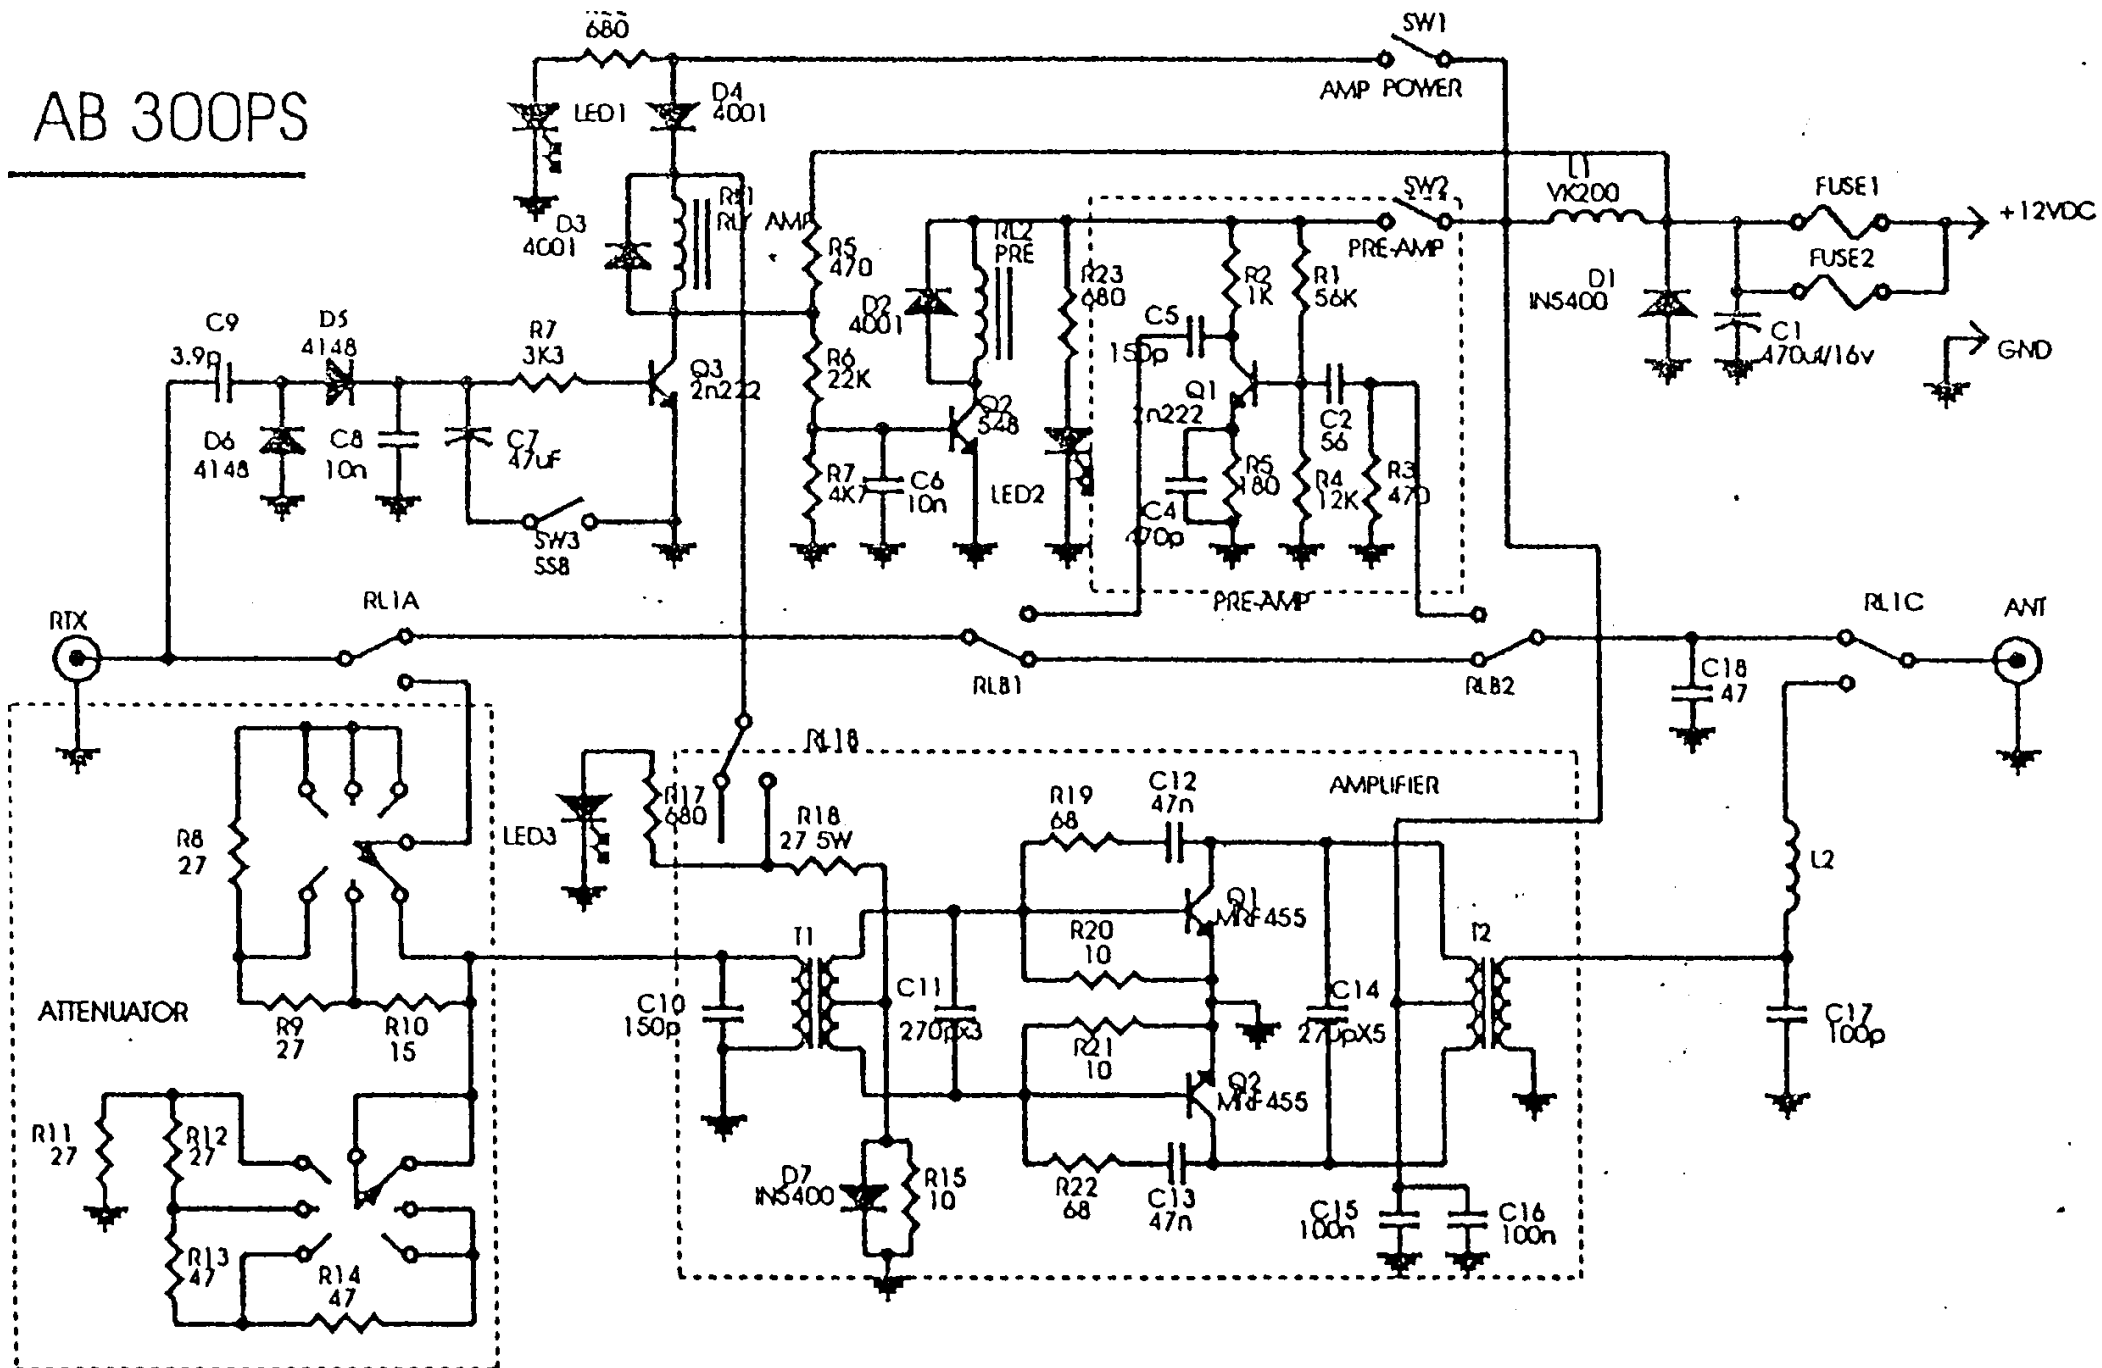 AB 300PS
680
SW1
AMP POWER
LED1
D4
4001
L1
VK200
FUSE1
+12VDC
FUSE2
D3
4001
RLY AMP
R5
470
RL2
PRE
SW2
PRE-AMP
D1
IN5400
C1
470uf/16v
GND
R23
680
R2
1K
R1
56K
C5
150p
D2
4001
C9
3.9p
D5
4148
R7
3K3
Q3
2n222
R6
22K
Q2
548
Q1
2n222
C2
56
D6
4148
C8
10n
C7
47uF
R7
4K7
C6
10n
LED2
R5
180
R4
12K
R3
470
C4
470p
SW3
SSB
PRE-AMP
RTX
RL1A
RLB1
RLB2
RL1C
ANT
C18
47
RL1B
AMPLIFIER
R8
27
LED3
R17
680
R18
27 5W
R19
68
C12
47n
L2
Q1
MRF455
R20
10
T1
T2
ATTENUATOR
R9
27
R10
15
C10
150p
C11
270px3
R21
10
C14
270pX5
C17
100p
Q2
MRF455
R11
27
R12
27
D7
IN5400
R15
10
R22
68
C13
47n
C15
100n
C16
100n
R13
47
R14
47